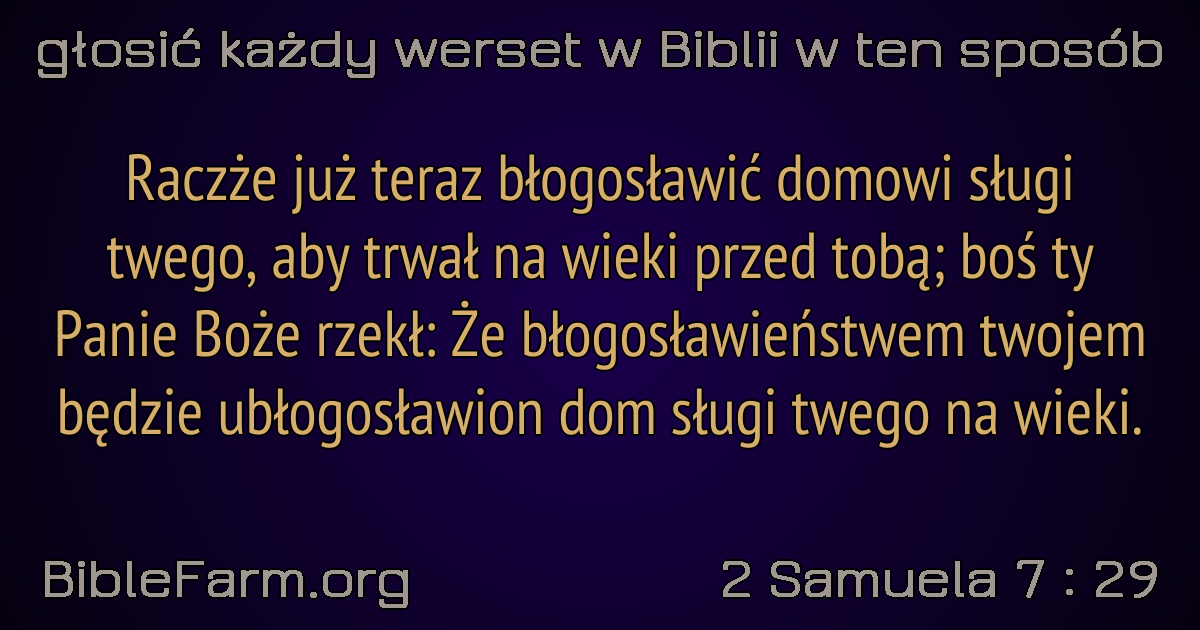 głosić każdy werset w Biblii w ten sposób
Raczże już teraz błogosławić domowi sługi
twego, aby trwał na wieki przed tobą; boś ty
Panie Boże rzekł: Że błogosławieństwem twojem
będzie ubłogosławion dom sługi twego na wieki.
BibleFarm.org
2 Samuela 7 : 29